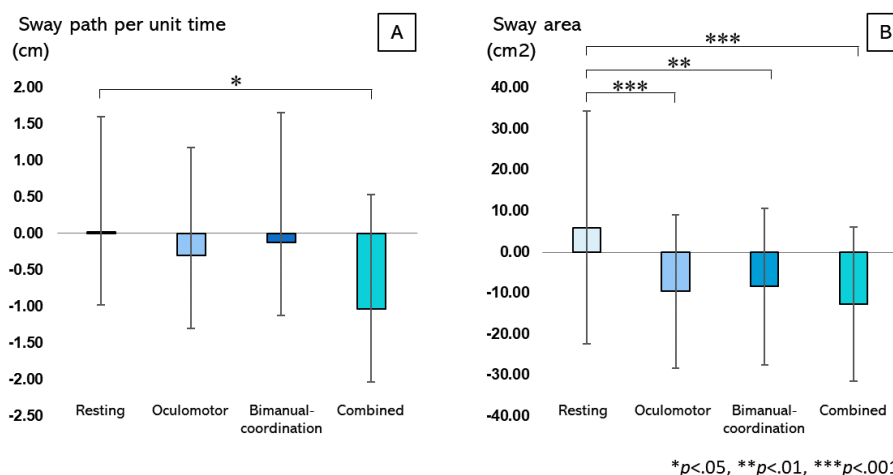 Sway path per unit time
(cm)
A
*
2.00
1.50
1.00
0.50
0.00
-0.50
-1.00
-1.50
-2.00
-2.50
Resting
Oculomotor
Bimanual-
coordination
Combined
Sway area
(cm2)
B
***
**
***
40.00
30.00
20.00
10.00
0.00
-10.00
-20.00
-30.00
-40.00
Resting
Oculomotor
Bimanual-
coordination
Combined
*p<.05, **p<.01, ***p<.001